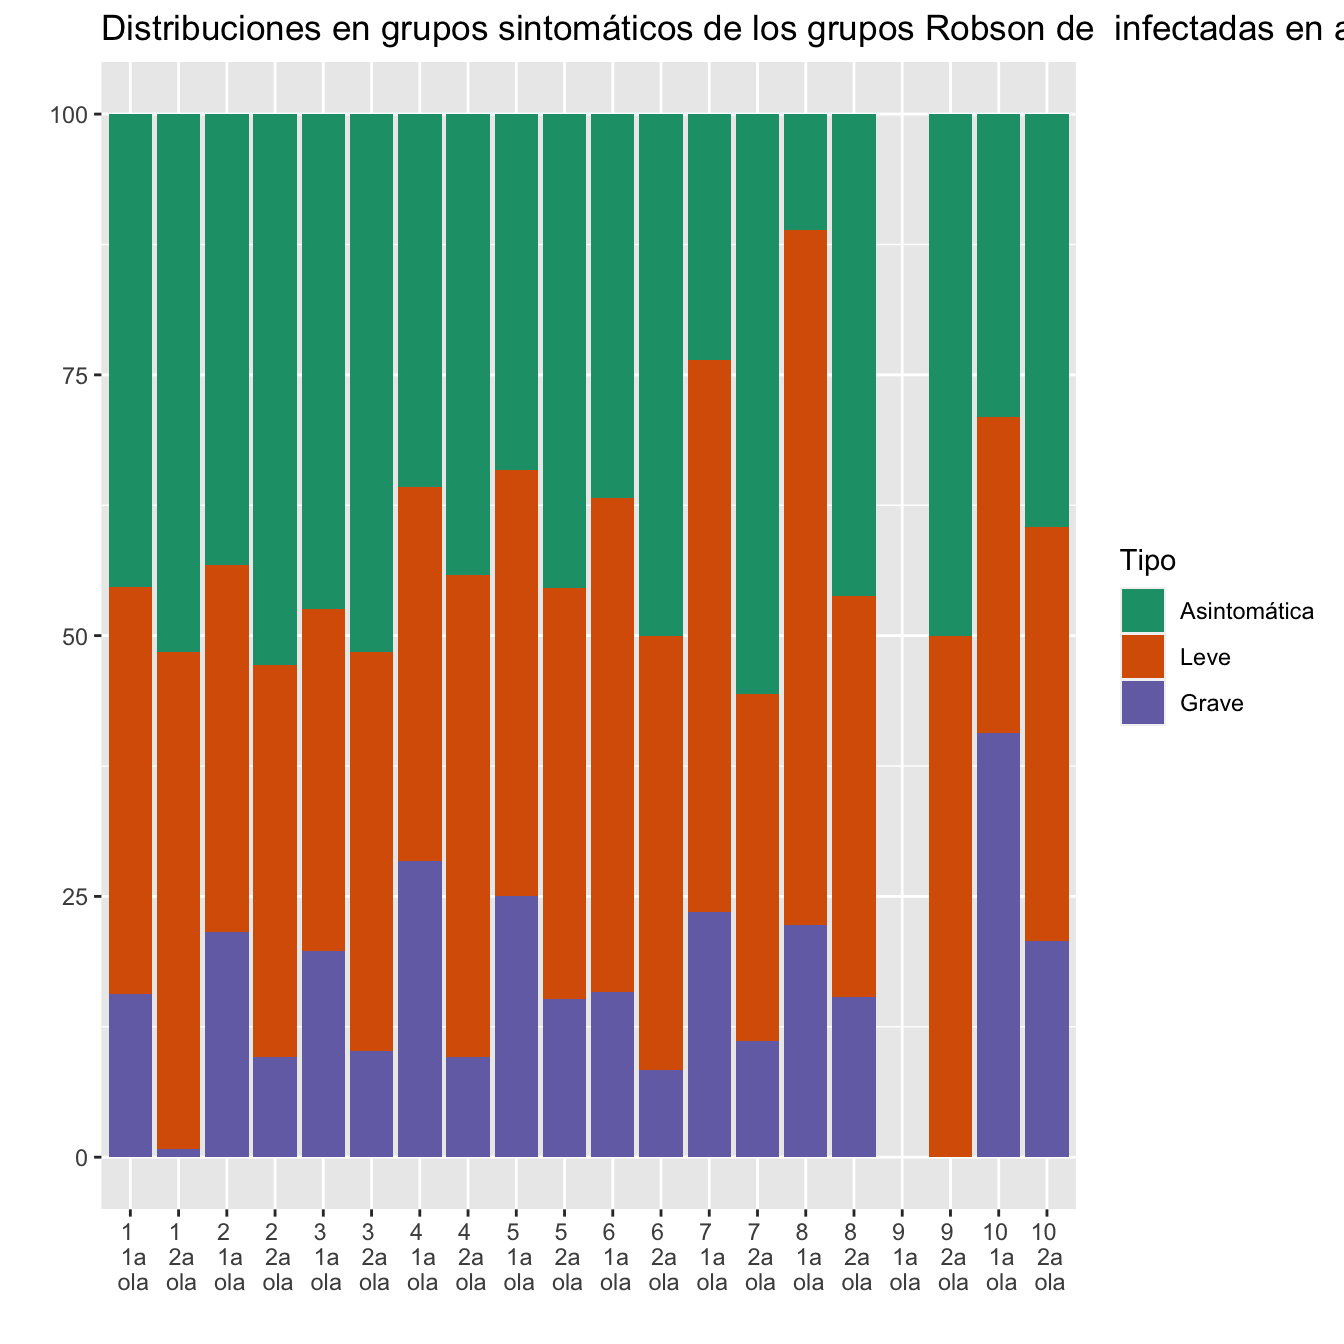 Distribuciones en grupos sintomáticos de los grupos Robson de  infectadas en
100
75
50
25
0
1 1 2 2 3 3 4 4 5 5 6 6 7 7 8 8 9 9 10 10
1a 2a 1a 2a 1a 2a 1a 2a 1a 2a 1a 2a 1a 2a 1a 2a 1a 2a 1a 2a
ola ola ola ola ola ola ola ola ola ola ola ola ola ola ola ola ola ola ola ola
Tipo
Asintomática
Leve
Grave